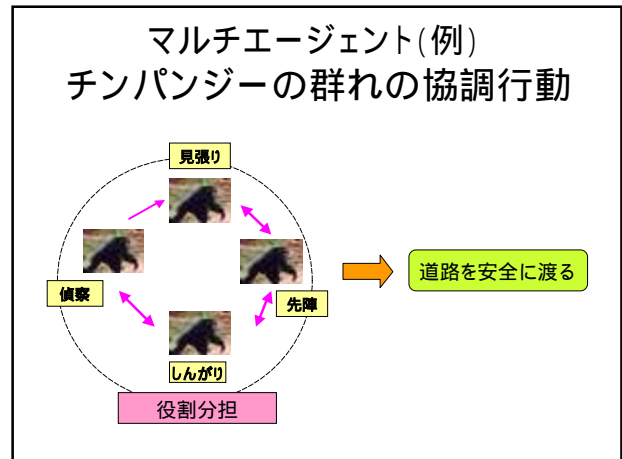 マルチエージェント(例)
チンパンジーの群れの協調行動
見張り
偵察
先陣
しんがり
役割分担
道路を安全に渡る